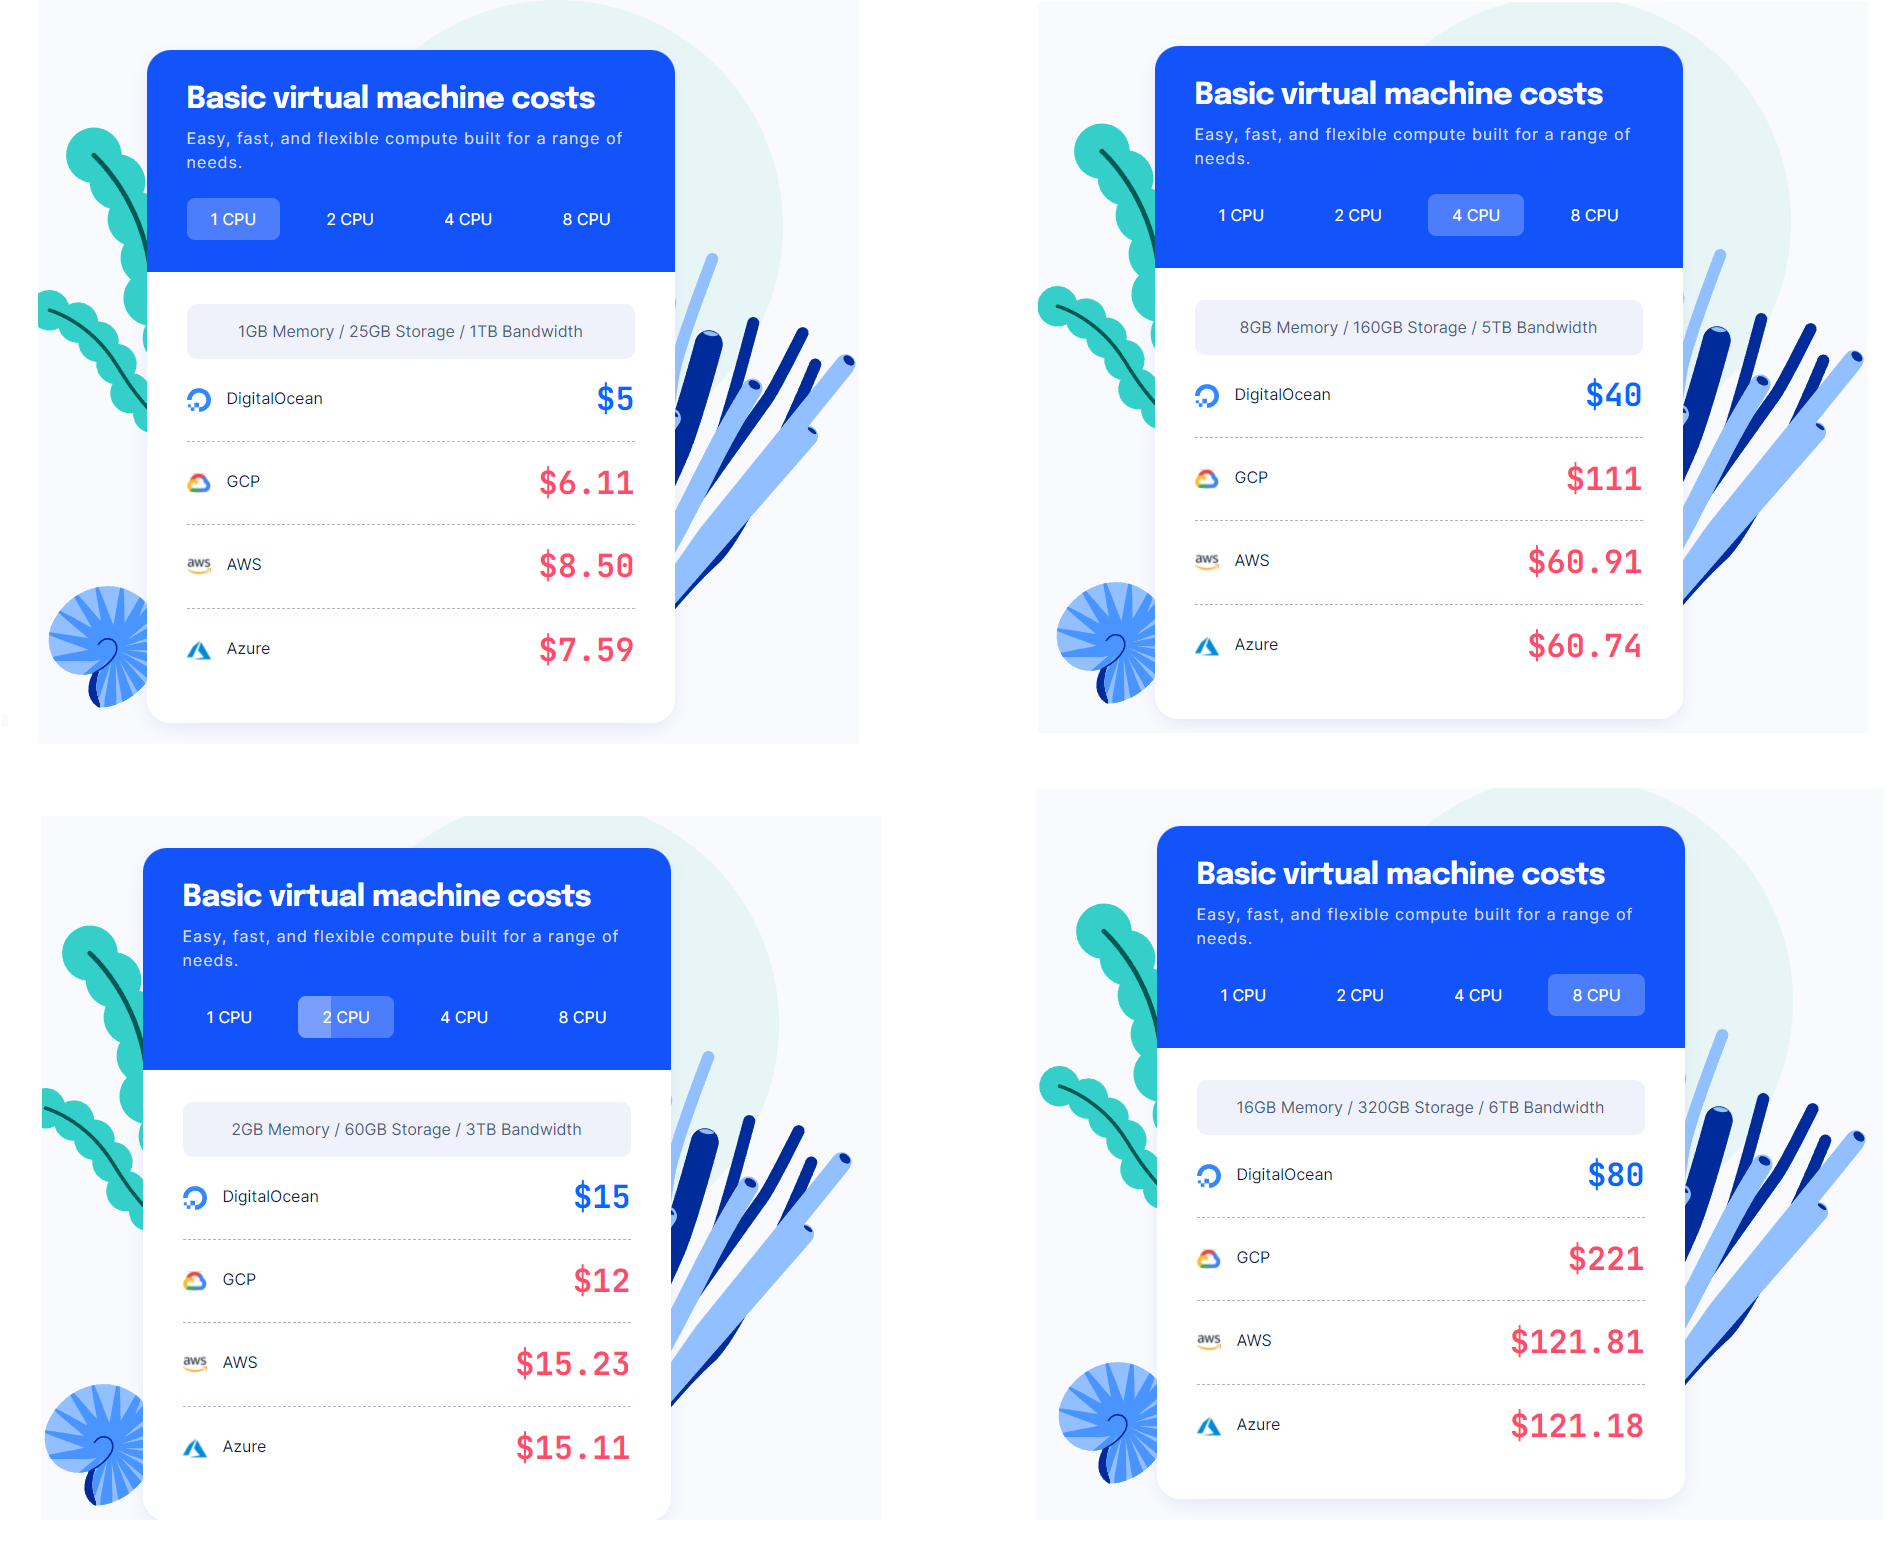 Basic virtual machine costs
Easy, fast, and flexible compute built for a range of
needs.
1 CPU 2 CPU 4 CPU 8 CPU
1GB Memory / 25GB Storage / 1TB Bandwidth
DigitalOcean $5
GCP $6.11
aws AWS $8.50
Azure $7.59
Basic virtual machine costs
Easy, fast, and flexible compute built for a range of
needs.
1 CPU 2 CPU 4 CPU 8 CPU
8GB Memory / 160GB Storage / 5TB Bandwidth
DigitalOcean $40
GCP $111
aws AWS $60.91
Azure $60.74
Basic virtual machine costs
Easy, fast, and flexible compute built for a range of
needs.
1 CPU 2 CPU 4 CPU 8 CPU
2GB Memory / 60GB Storage / 3TB Bandwidth
DigitalOcean $15
GCP $12
aws AWS $15.23
Azure $15.11
Basic virtual machine costs
Easy, fast, and flexible compute built for a range of
needs.
1 CPU 2 CPU 4 CPU 8 CPU
16GB Memory / 320GB Storage / 6TB Bandwidth
DigitalOcean $80
GCP $221
aws AWS $121.81
Azure $121.18